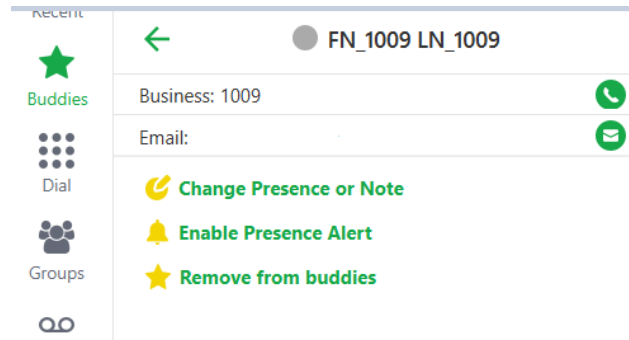 Recent
FN_1009 LN_1009
Buddies
Business: 1009
Email:
Dial
Change Presence or Note
Enable Presence Alert
Groups
Remove from buddies